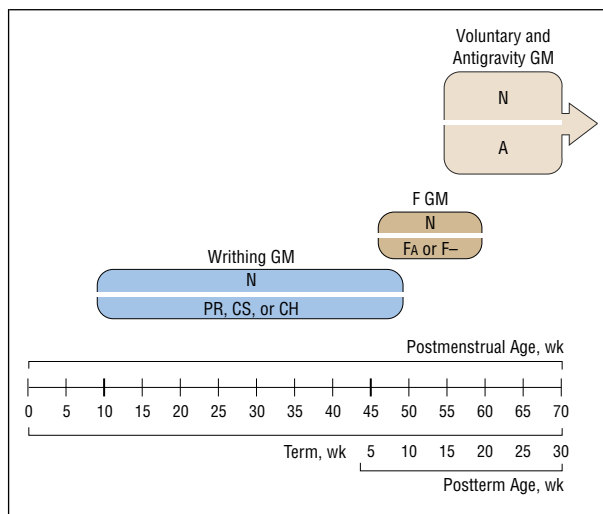 Voluntary and
Antigravity GM
N
A
F GM
N
FA or F–
Writhing GM
N
PR, CS, or CH
Postmenstrual Age, wk
0 5 10 15 20 25 30 35 40 45 50 55 60 65 70
Term, wk 5 10 15 20 25 30
Postterm Age, wk